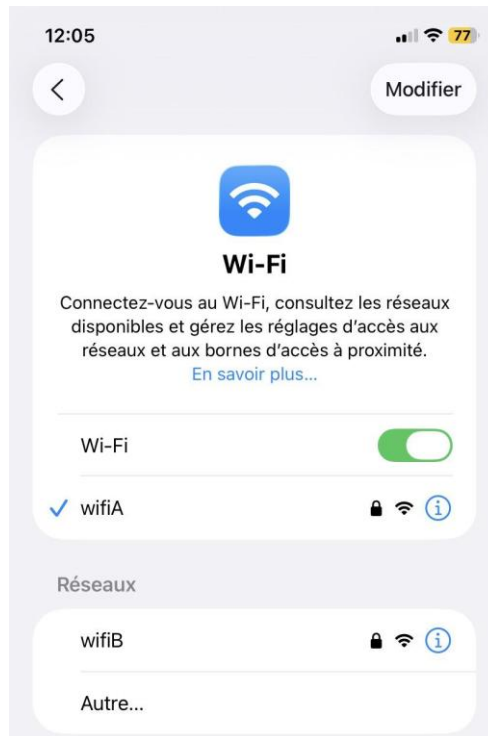 12:05
77
Modifier
Wi-Fi
Connectez-vous au Wi-Fi, consultez les réseaux
disponibles et gérez les réglages d'accès aux
réseaux et aux bornes d'accès à proximité.
En savoir plus...
Wi-Fi
wifiA
Réseaux
wifiB
Autre...